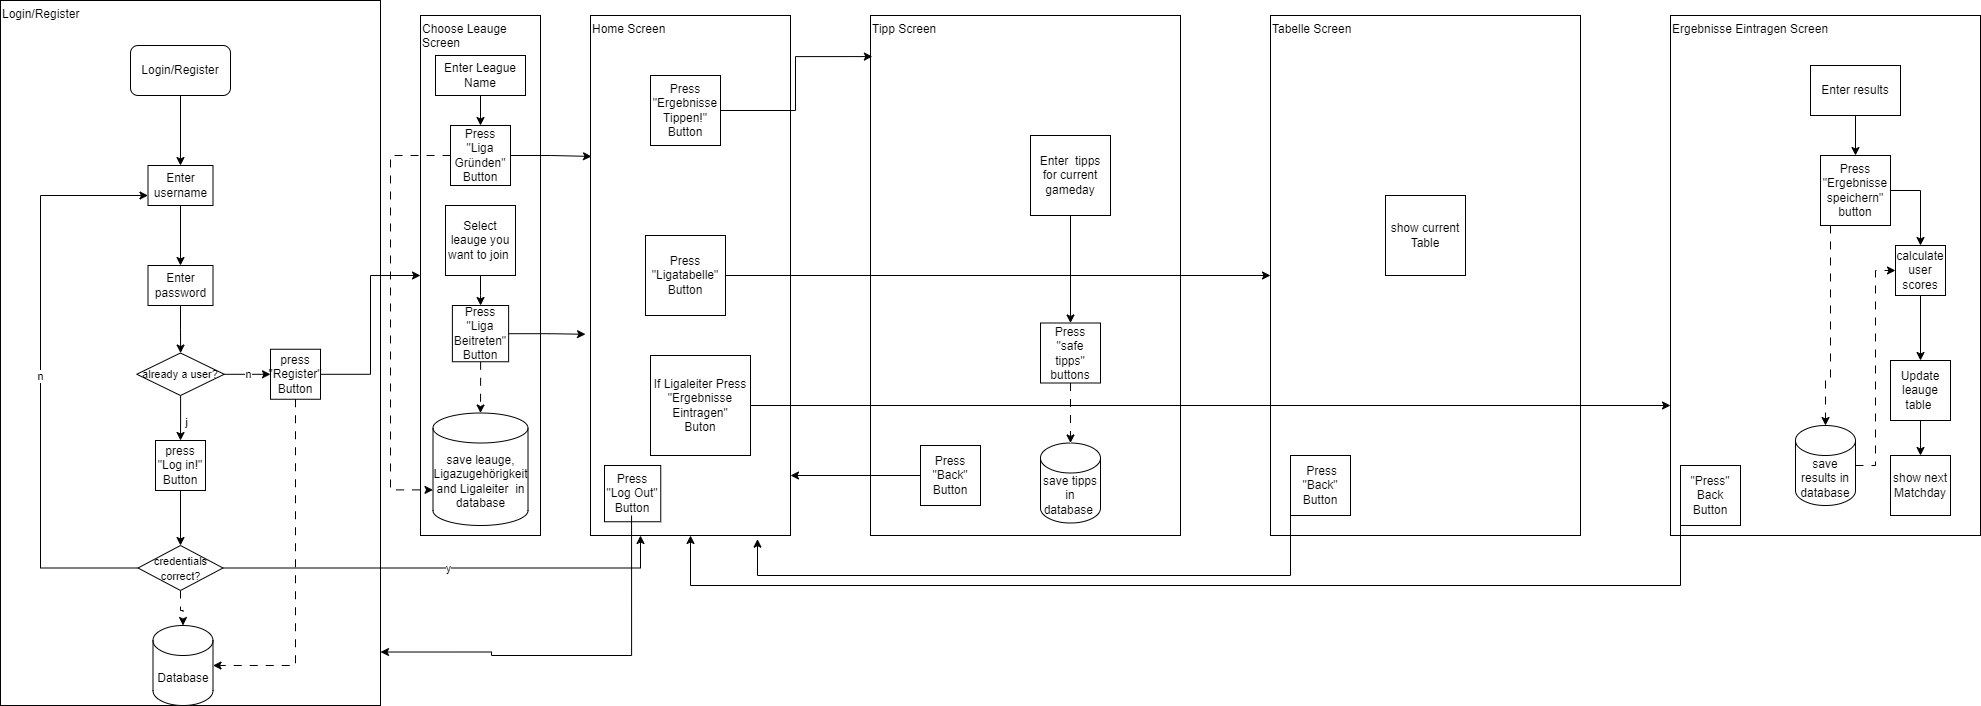 Login/Register
Login/Register
Enter
username
Enter
password
already a user?
n
press
"Register"
Button
j
press
"Log in!"
Button
n
credentials
correct?
y
Database
Choose Leauge
Screen
Enter League
Name
Press
"Liga
Gründen"
Button
Select
leauge you
want to join
Press
"Liga
Beitreten"
Button
save leauge,
Ligazugehörigkeit
and Ligaleiter in
database
Home Screen
Press
"Ergebnisse
Tippen!"
Button
Press
"Ligatabelle"
Button
If Ligaleiter Press
"Ergebnisse
Eintragen"
Buton
Press
"Log Out"
Button
Tipp Screen
Enter tipps
for current
gameday
Press
"safe
tipps"
buttons
Press
"Back"
Button
save tipps
in
database
Tabelle Screen
show current
Table
Press
"Back"
Button
Ergebnisse Eintragen Screen
Enter results
Press
"Ergebnisse
speichern"
button
calculate
user
scores
Update
leauge
table
save
results in
database
show next
Matchday
"Press"
Back
Button